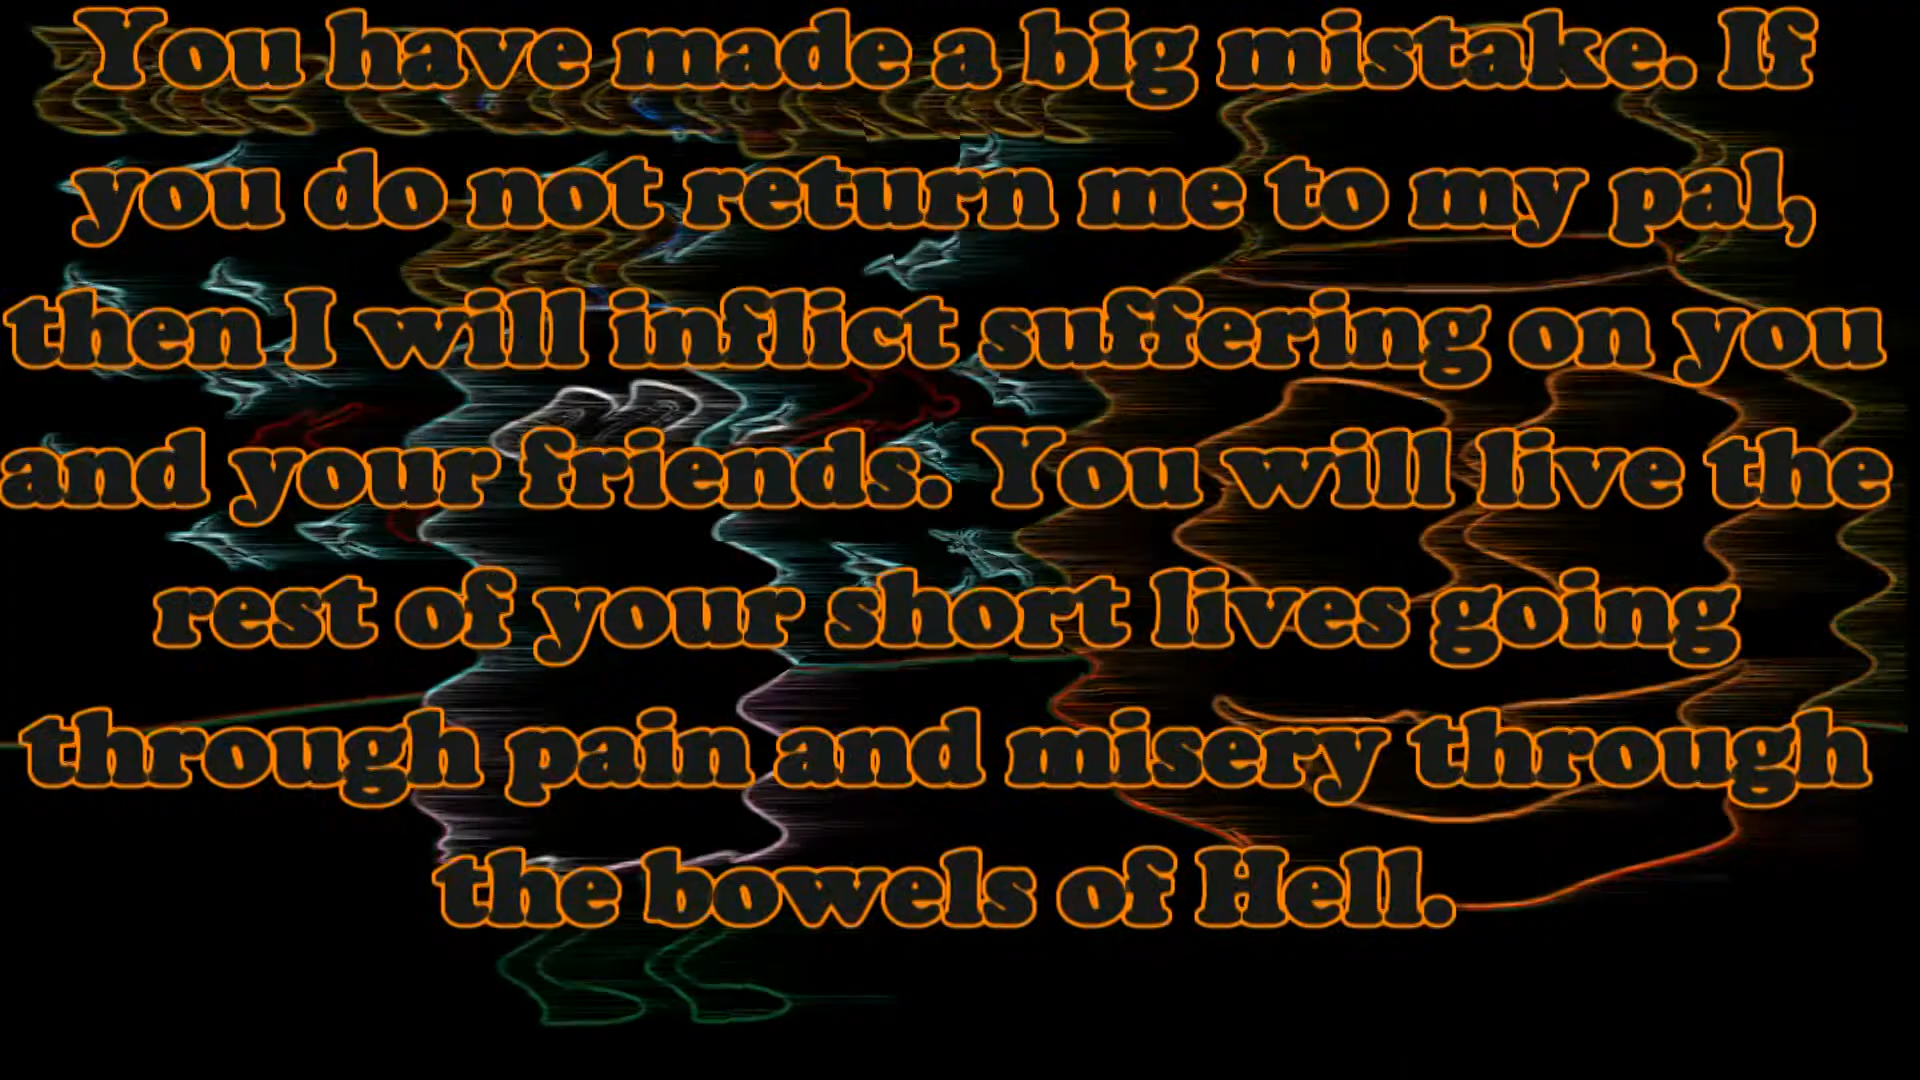 You have made a big mistake. If
you do not return me to my pal,
then I will inflict suffering on you
and your friends. You will live the
rest of your short lives going
through pain and misery through
the bowels of Hell.